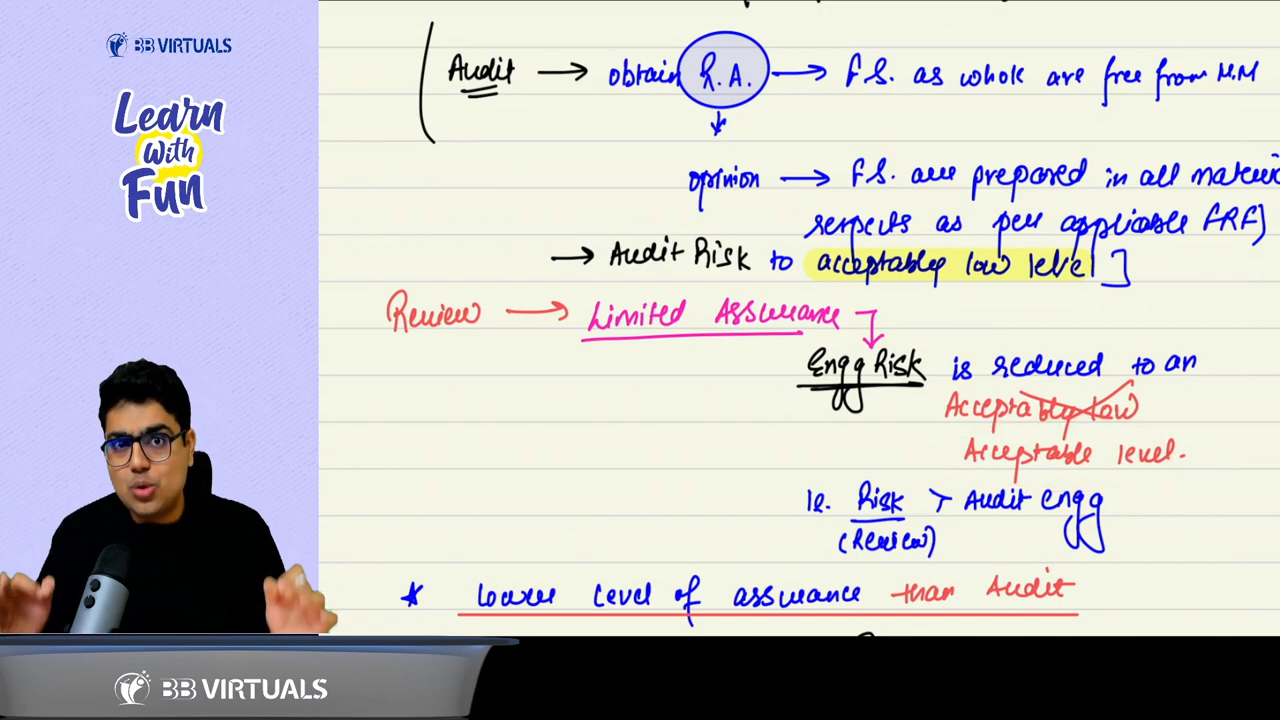 BB VIRTUALS
Learn
With
Fun
Audit → obtain R.A. → F.S. as whole are free from M.M
opinion → F.S. are prepared in all
respects as per applicable FRF]
→ Audit Risk to acceptably low level ]
Review → Limited Assurance
Engg Risk is reduced to an
Acceptably Low
Acceptable level.
ie. Risk > Audit engg
(Review)
* Lower Level of assurance than Audit
BB VIRTUALS